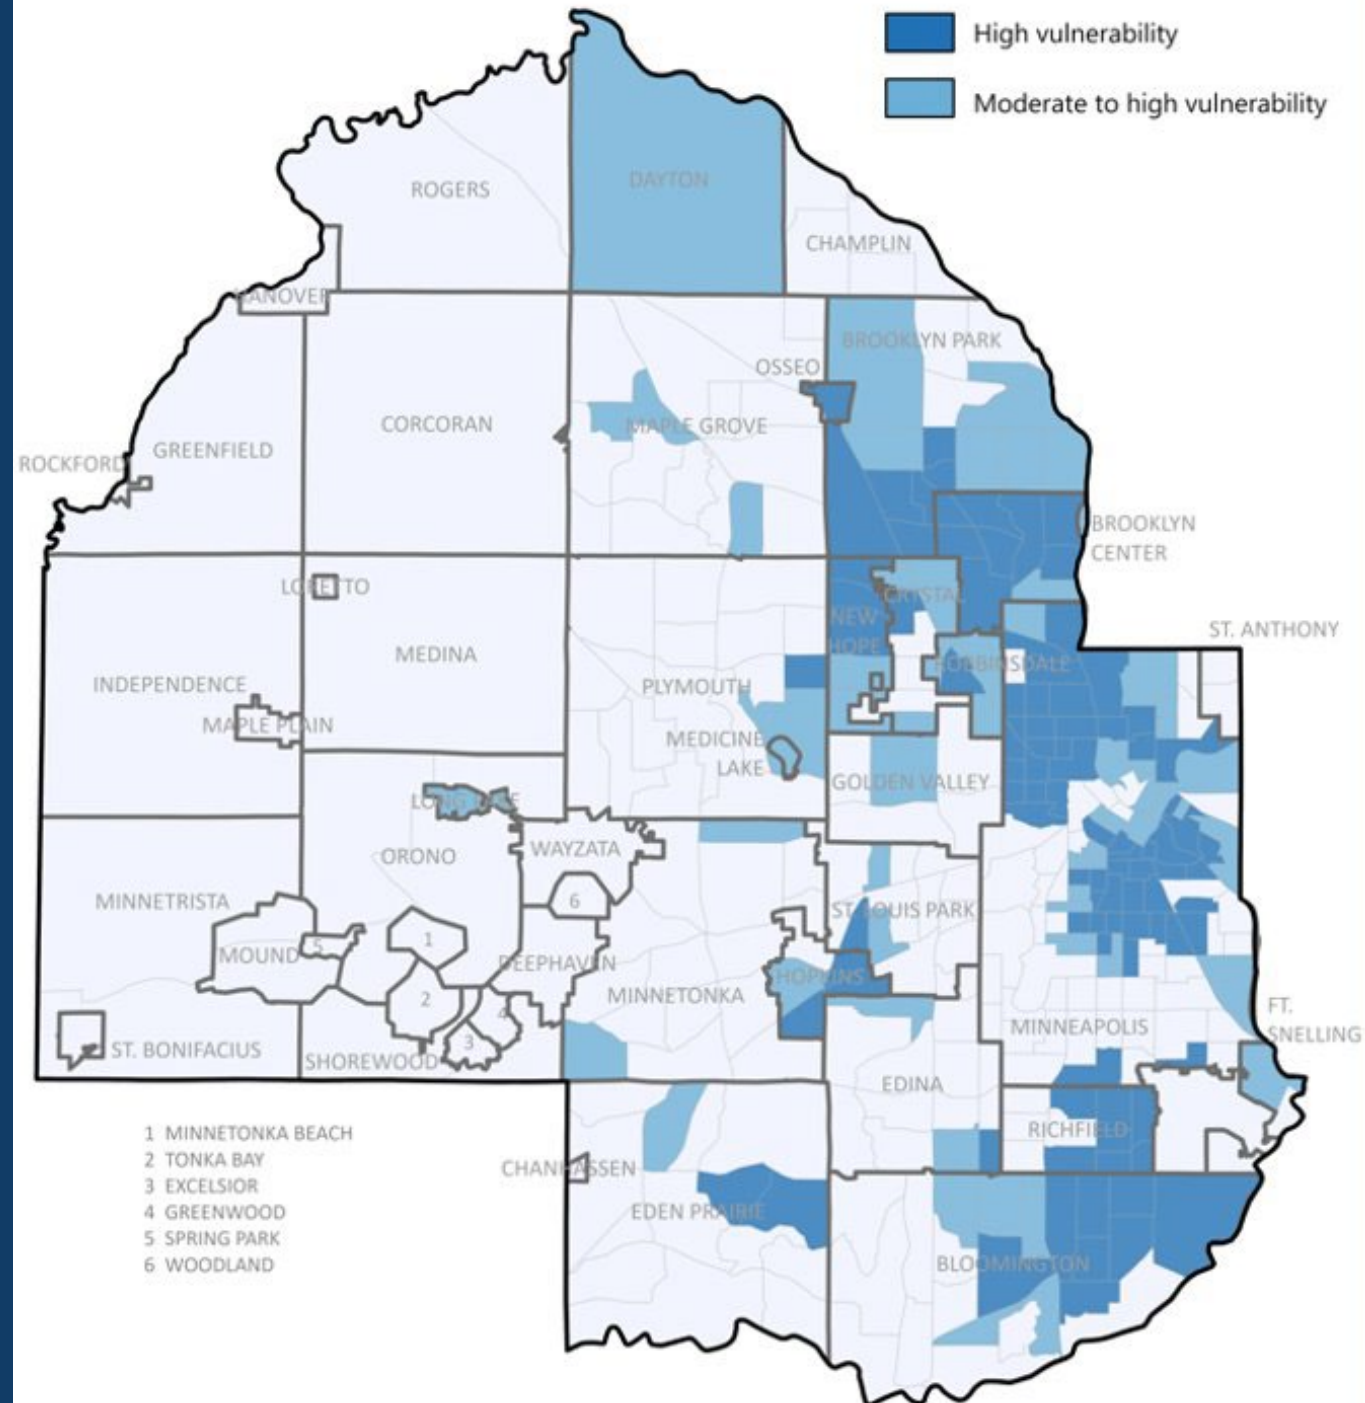 High vulnerability
Moderate to high vulnerability
ROGERS
DAYTON
CHAMPLIN
HANOVER
BROOKLYN PARK
OSSEO
CORCORAN
MAPLE GROVE
GREENFIELD
ROCKFORD
BROOKLYN
CENTER
LORETTO
CRYSTAL
NEW
HOPE
ST. ANTHONY
MEDINA
ROBBINSDALE
INDEPENDENCE
PLYMOUTH
MAPLE PLAIN
MEDICINE
LAKE
GOLDEN VALLEY
LONG LAKE
ORONO
WAYZATA
MINNETRISTA
6
ST. LOUIS PARK
MOUND
5
1
DEEPHAVEN
HOPKINS
MINNETONKA
2
4
FT.
SNELLING
MINNEAPOLIS
3
ST. BONIFACIUS
SHOREWOOD
EDINA
RICHFIELD
1 MINNETONKA BEACH
2 TONKA BAY
3 EXCELSIOR
4 GREENWOOD
5 SPRING PARK
6 WOODLAND
CHANHASSEN
EDEN PRAIRIE
BLOOMINGTON